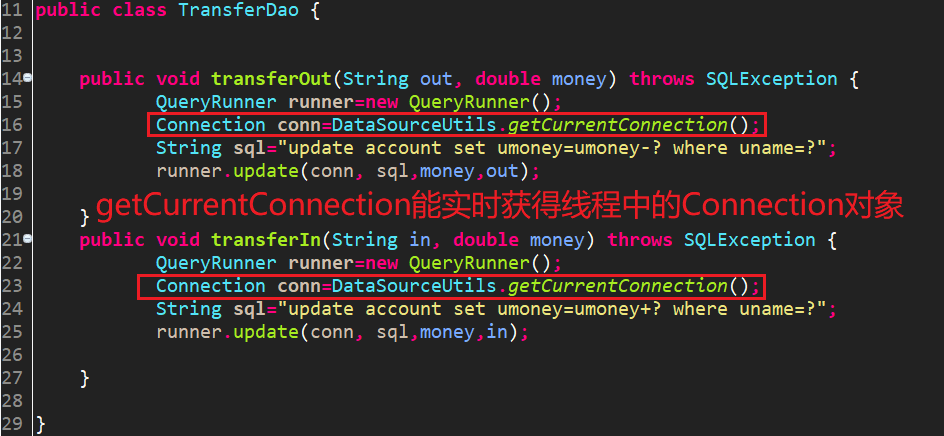 11 public class TransferDao {
12
13
14 public void transferOut(String out, double money) throws SQLException {
15 QueryRunner runner=new QueryRunner();
16 Connection conn=DataSourceUtils.getCurrentConnection();
17 String sql="update account set umoney=umoney-? where uname=?";
18 runner.update(conn, sql,money,out);
19
getCurrentConnection能实时获得线程中的Connection对象
20 }
21 public void transferIn(String in, double money) throws SQLException {
22 QueryRunner runner=new QueryRunner();
23 Connection conn=DataSourceUtils.getCurrentConnection();
24 String sql="update account set umoney=umoney+? where uname=?";
25 runner.update(conn, sql,money,in);
26
27 }
28
29 }